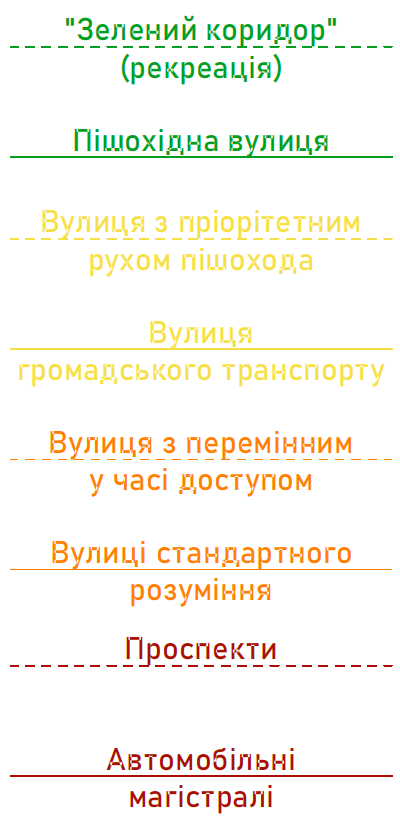 "Зелений коридор"
(рекреація)
Пішохідна вулиця
Вулиця з пріорітетним
рухом пішохода
Вулиця
громадського транспорту
Вулиця з перемінним
у часі доступом
Вулиці стандартного
розуміння
Проспекти
Автомобільні
магістралі